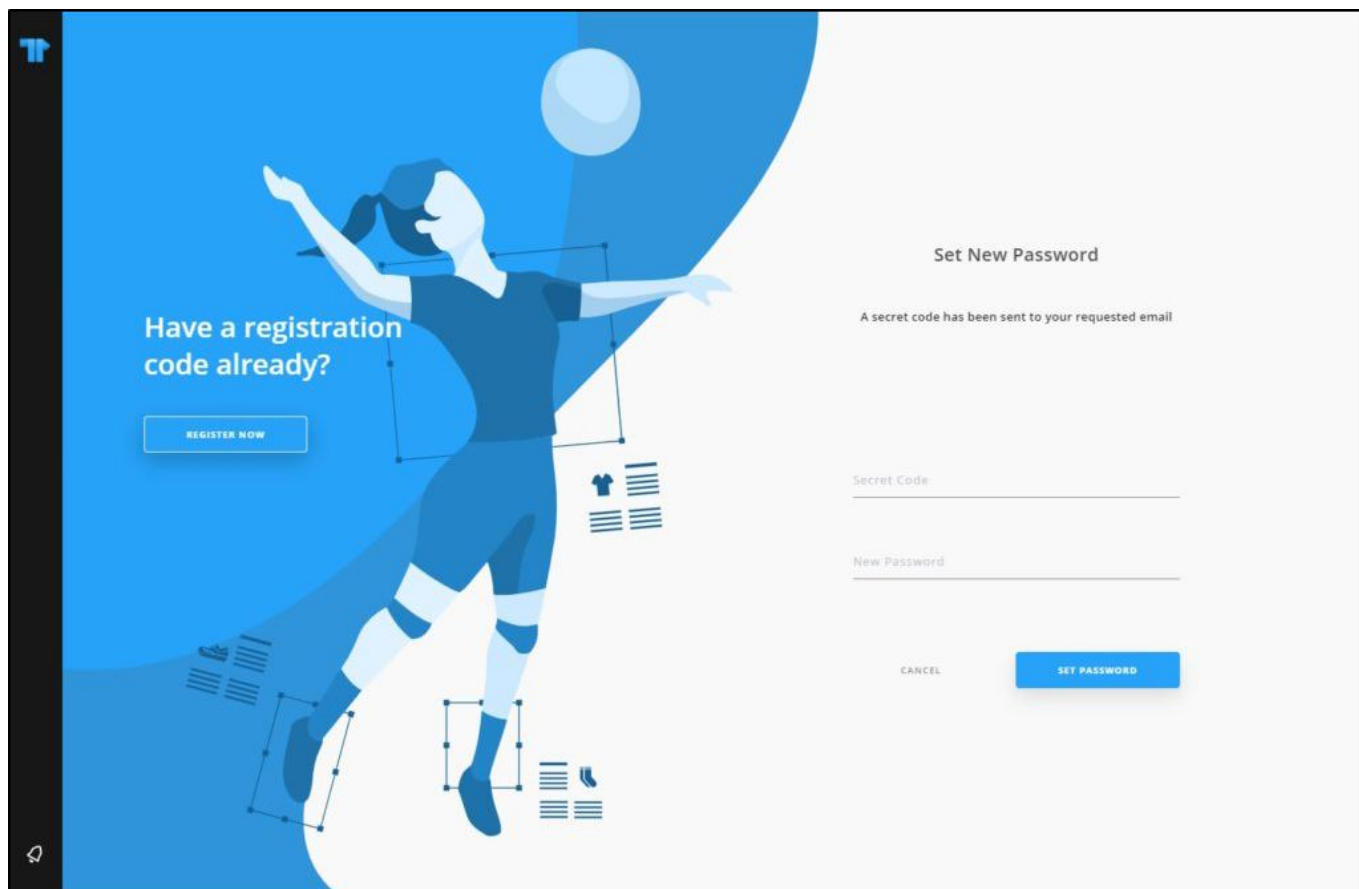 Have a registration
code already?
REGISTER NOW
Set New Password
A secret code has been sent to your requested email
Secret Code
New Password
CANCEL
SET PASSWORD